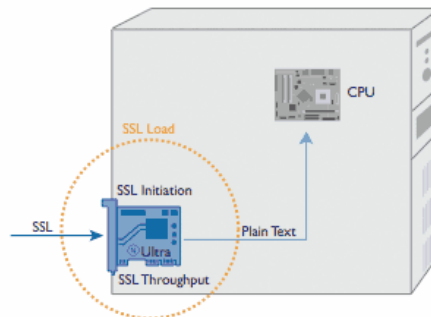 CPU
SSL Load
SSL Initiation
SSL
Plain Text
N Ultra
SSL Throughput